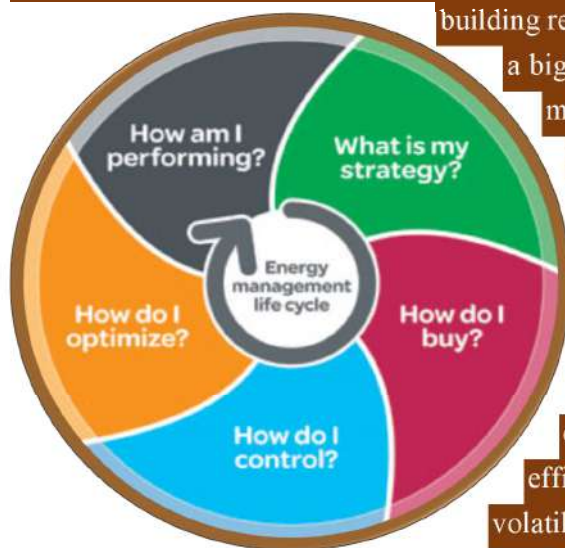 building re
a big
m
How am I
performing?
What is my
strategy?
Energy
management
life cycle
How do I
optimize?
How do I
buy?
How do I
control?
effi
volatil